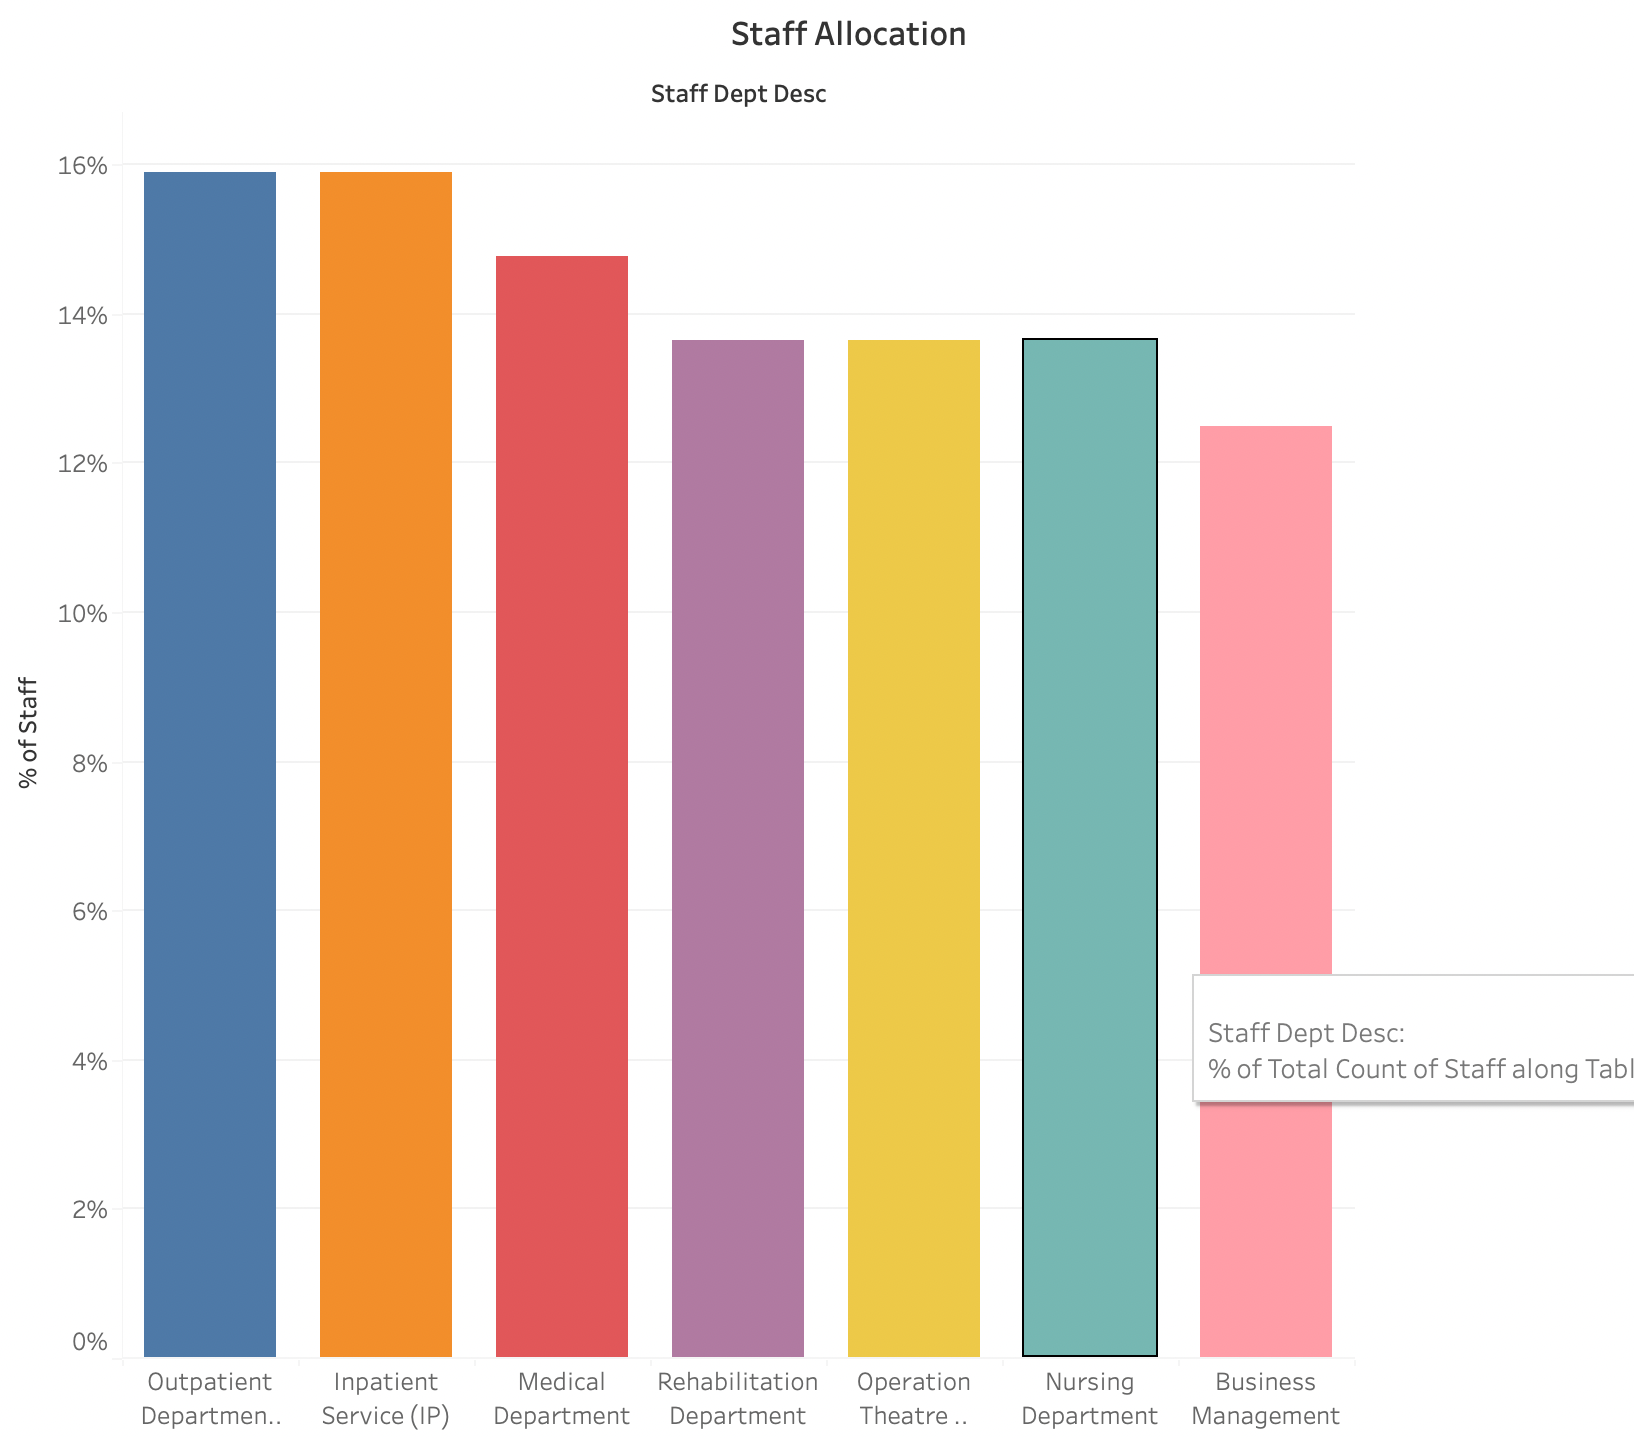 Staff Allocation
Staff Dept Desc
16%
14%
12%
10%
8%
6%
4%
2%
0%
% of Staff
Outpatient
Departmen..
Inpatient
Service (IP)
Medical
Department
Rehabilitation
Department
Operation
Theatre ..
Nursing
Department
Business
Management
Staff Dept Desc:
% of Total Count of Staff along Tabl